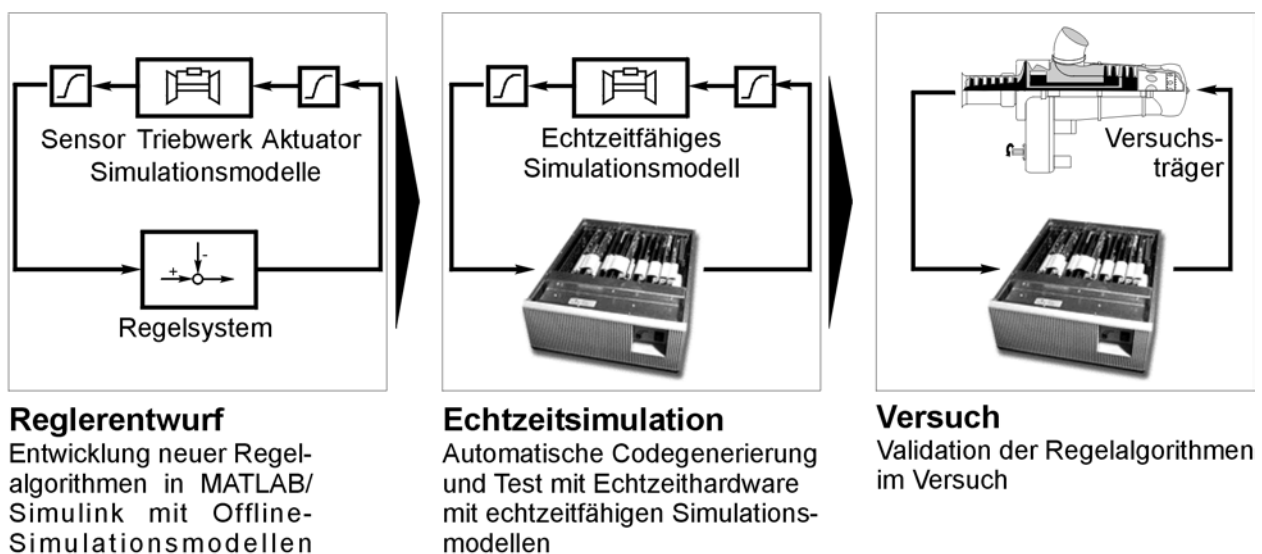 Sensor Triebwerk Aktuator
Simulationsmodelle
+
-
Regelsystem
Echtzeitfähiges
Simulationsmodell
Versuchs-
träger
Reglerentwurf
Entwicklung neuer Regel-
algorithmen in MATLAB/
Simulink mit Offline-
Simulationsmodellen
Echtzeitsimulation
Automatische Codegenerierung
und Test mit Echtzeithardware
mit echtzeitfähigen Simulations-
modellen
Versuch
Validation der Regelalgorithmen
im Versuch